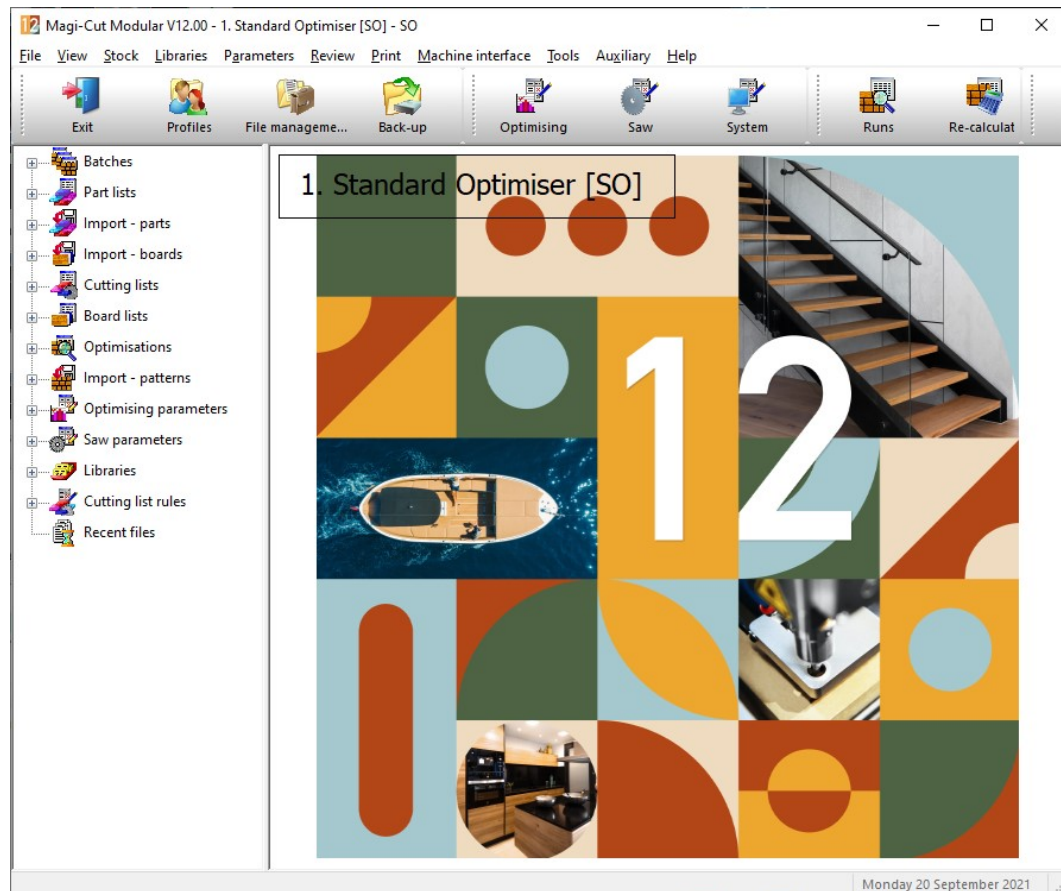 Magi-Cut Modular V12.00 - 1. Standard Optimiser [SO] - SO
File View Stock Libraries Parameters Review Print Machine interface Tools Auxiliary Help
Exit Profiles File manageme... Back-up Optimising Saw System Runs Re-calculat
Batches
Part lists
Import - parts
Import - boards
Cutting lists
Board lists
Optimisations
Import - patterns
Optimising parameters
Saw parameters
Libraries
Cutting list rules
Recent files
1. Standard Optimiser [SO]
12
Monday 20 September 2021